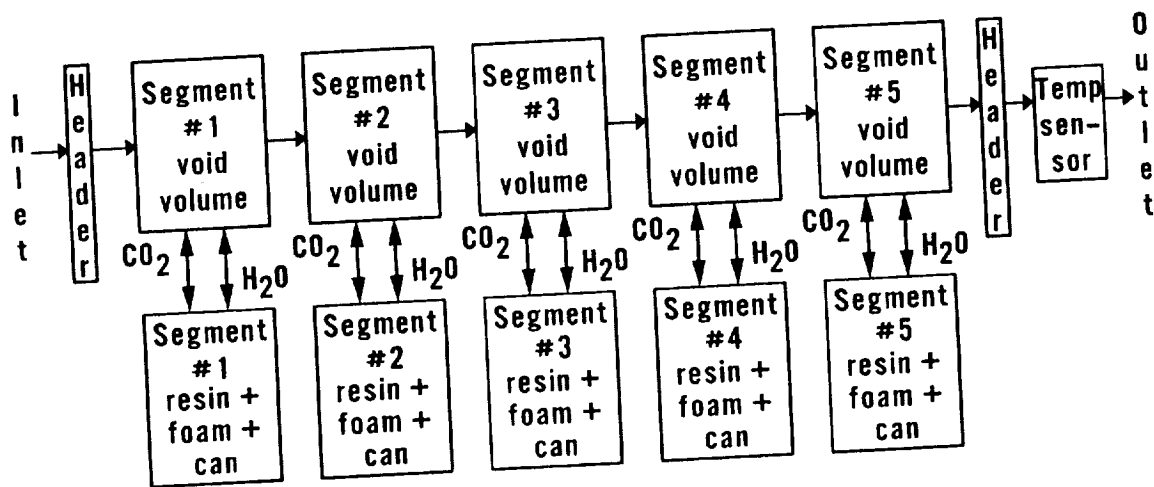 Inlet
Header
Segment
#1
void
volume
Segment
#2
void
volume
Segment
#3
void
volume
Segment
#4
void
volume
Segment
#5
void
volume
Header
Temp
sen-
sor
Outlet
CO₂
H₂O
CO₂
H₂O
CO₂
H₂O
CO₂
H₂O
CO₂
H₂O
Segment
#1
resin +
foam +
can
Segment
#2
resin +
foam +
can
Segment
#3
resin +
foam +
can
Segment
#4
resin +
foam +
can
Segment
#5
resin +
foam +
can